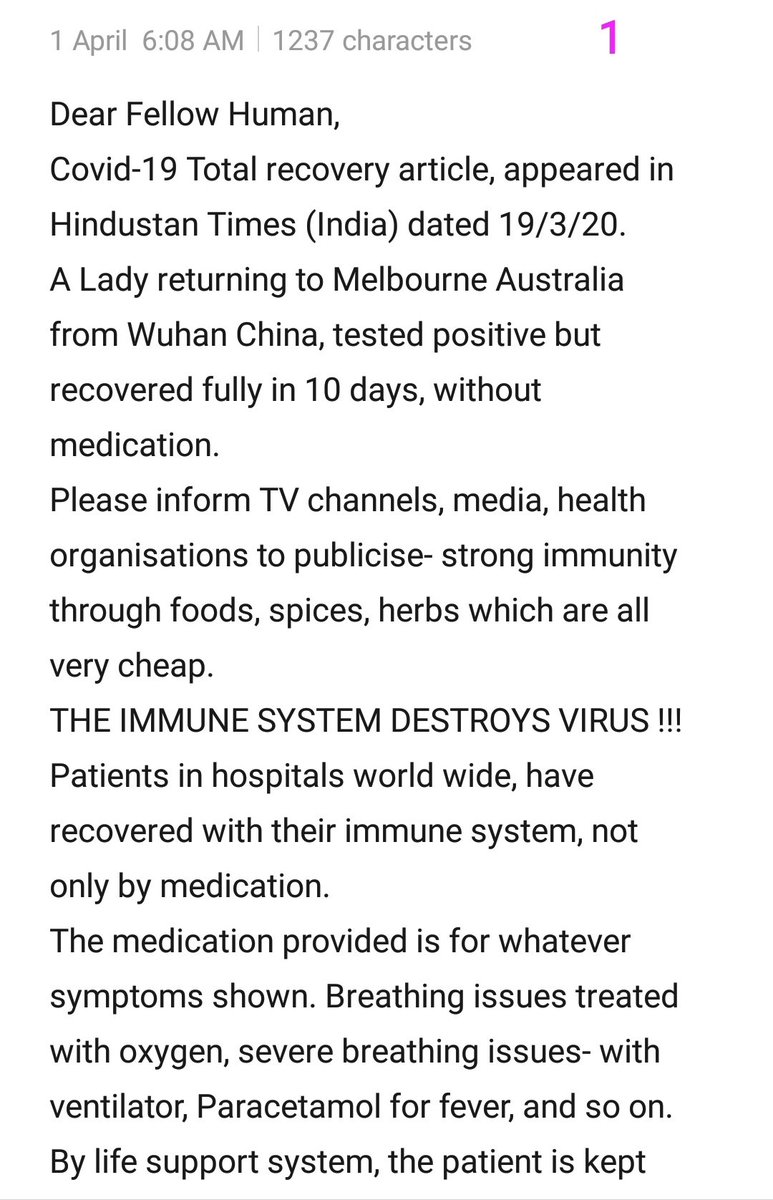 1 April 6:08 AM | 1237 characters 1
Dear Fellow Human,
Covid-19 Total recovery article, appeared in
Hindustan Times (India) dated 19/3/20.
A Lady returning to Melbourne Australia
from Wuhan China, tested positive but
recovered fully in 10 days, without
medication.
Please inform TV channels, media, health
organisations to publicise- strong immunity
through foods, spices, herbs which are all
very cheap.
THE IMMUNE SYSTEM DESTROYS VIRUS !!!
Patients in hospitals world wide, have
recovered with their immune system, not
only by medication.
The medication provided is for whatever
symptoms shown. Breathing issues treated
with oxygen, severe breathing issues- with
ventilator, Paracetamol for fever, and so on.
By life support system, the patient is kept